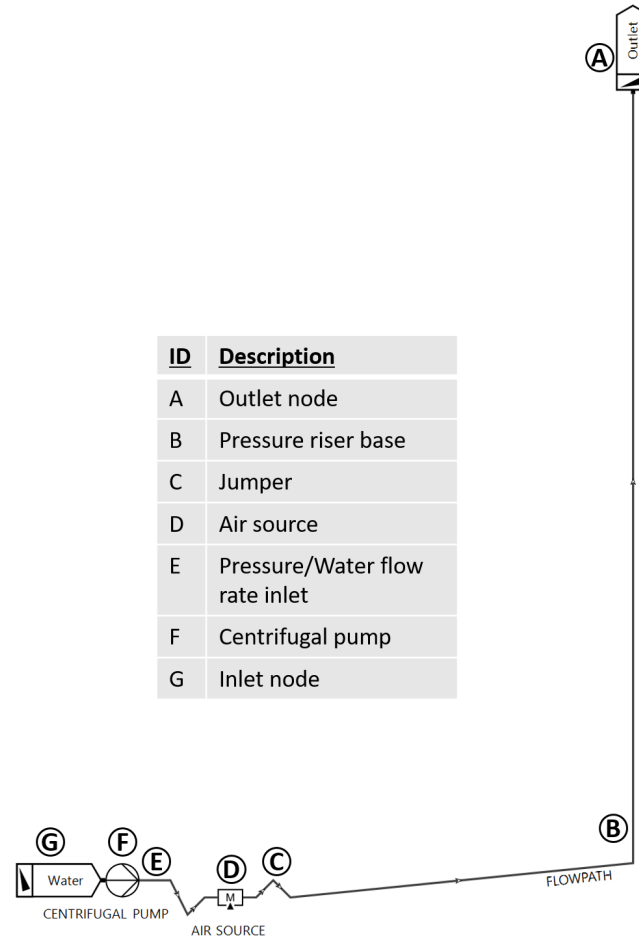 A
Outlet
ID Description
A Outlet node
B Pressure riser base
C Jumper
D Air source
E Pressure/Water flow
rate inlet
F Centrifugal pump
G Inlet node
B
G F E D C
Water
M
FLOWPATH
CENTRIFUGAL PUMP
AIR SOURCE